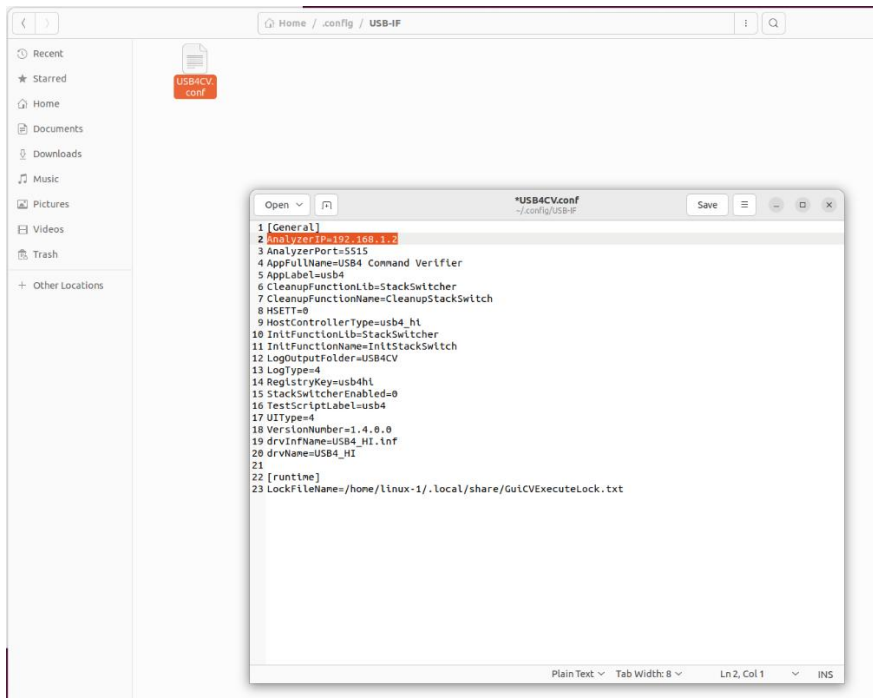 Home / .config / USB-IF
Recent
Starred
Home
Documents
Downloads
Music
Pictures
Videos
Trash
+ Other Locations
USB4CV.
conf
Open
*USB4CV.conf
~/.config/USB-IF
Save
1 [General]
2 AnalyzerIP=192.168.1.2
3 AnalyzerPort=5515
4 AppFullName=USB4 Command Verifier
5 AppLabel=usb4
6 CleanupFunctionLib=StackSwitcher
7 CleanupFunctionName=CleanupStackSwitch
8 HSETT=0
9 HostControllerType=usb4_hi
10 InitFunctionLib=StackSwitcher
11 InitFunctionName=InitStackSwitch
12 LogOutputFolder=USB4CV
13 LogType=4
14 RegistryKey=usb4hi
15 StackSwitcherEnabled=0
16 TestScriptLabel=usb4
17 UIType=4
18 VersionNumber=1.4.0.0
19 drvInfName=USB4_HI.inf
20 drvName=USB4_HI
21
22 [runtime]
23 LockFileName=/home/linux-1/.local/share/GuiCVExecuteLock.txt
Plain Text Tab Width: 8 Ln 2, Col 1 INS